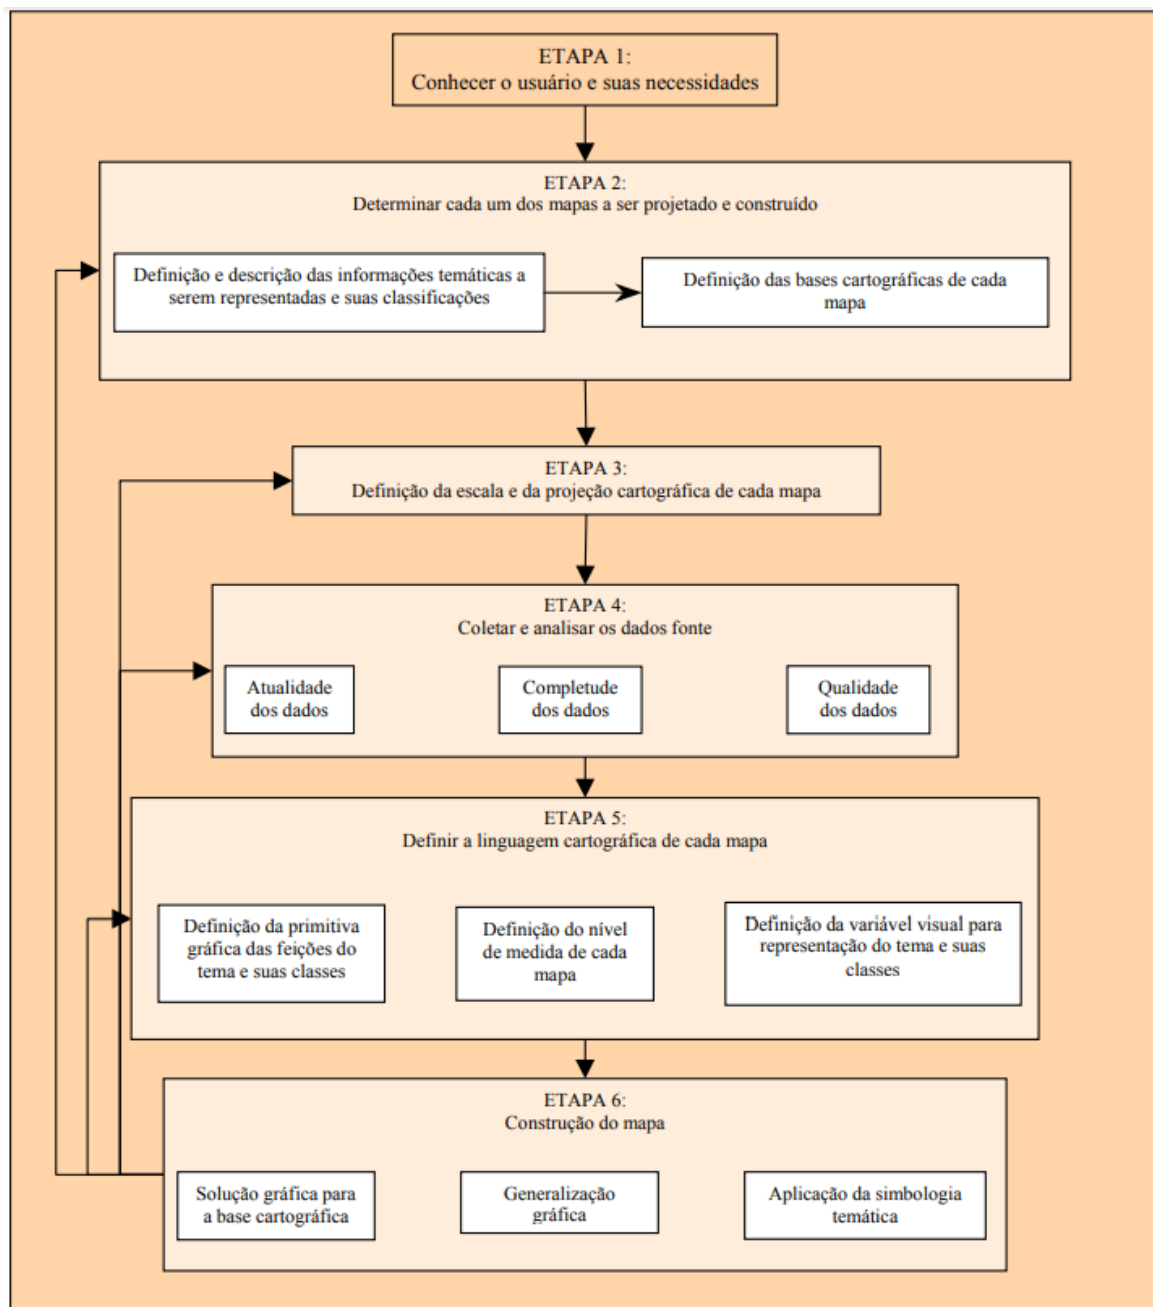 ETAPA 1:
Conhecer o usuário e suas necessidades
ETAPA 2:
Determinar cada um dos mapas a ser projetado e construído
Definição e descrição das informações temáticas a
serem representadas e suas classificações
Definição das bases cartográficas de cada
mapa
ETAPA 3:
Definição da escala e da projeção cartográfica de cada mapa
ETAPA 4:
Coletar e analisar os dados fonte
Atualidade
dos dados
Completude
dos dados
Qualidade
dos dados
ETAPA 5:
Definir a linguagem cartográfica de cada mapa
Definição da primitiva
gráfica das feições do
tema e suas classes
Definição do nível
de medida de cada
mapa
Definição da variável visual para
representação do tema e suas
classes
ETAPA 6:
Construção do mapa
Solução gráfica para
a base cartográfica
Generalização
gráfica
Aplicação da simbologia
temática